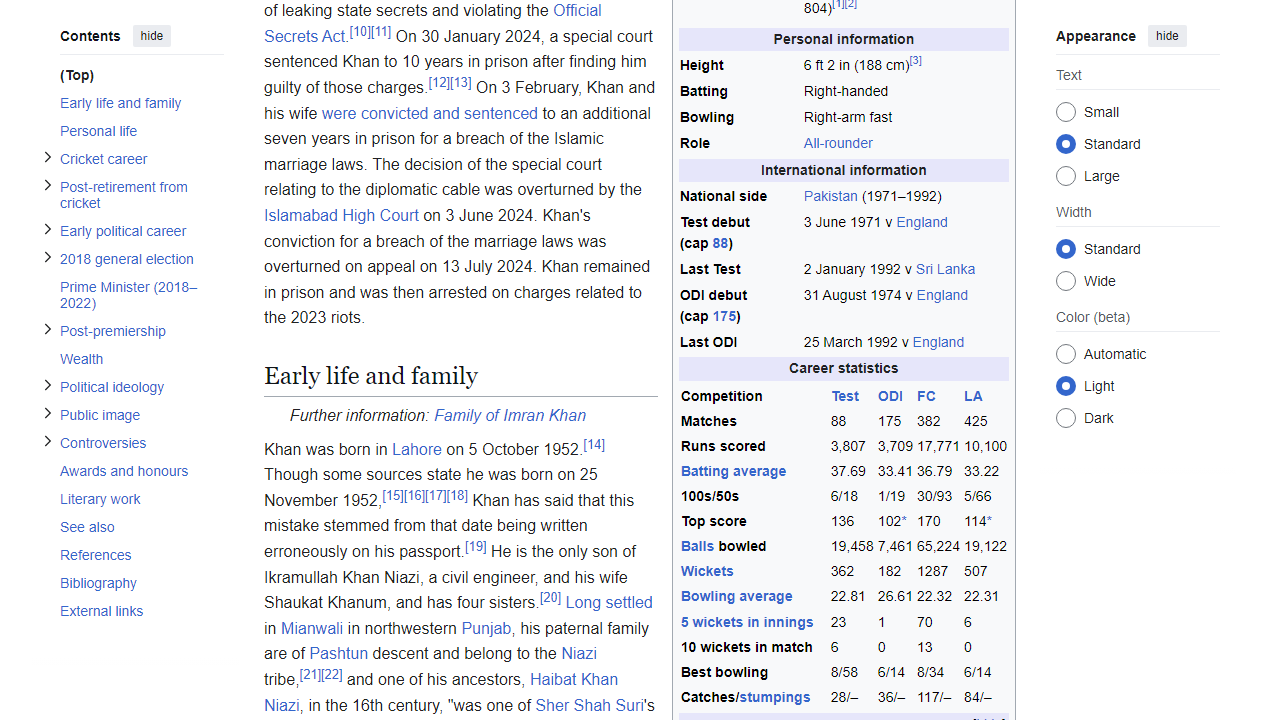 Contents hide
(Top)
Early life and family
Personal life
Cricket career
Post-retirement from
cricket
Early political career
2018 general election
Prime Minister (2018–
2022)
Post-premiership
Wealth
Political ideology
Public image
Controversies
Awards and honours
Literary work
See also
References
Bibliography
External links
of leaking state secrets and violating the Official
Secrets Act.[10][11] On 30 January 2024, a special court
sentenced Khan to 10 years in prison after finding him
guilty of those charges.[12][13] On 3 February, Khan and
his wife were convicted and sentenced to an additional
seven years in prison for a breach of the Islamic
marriage laws. The decision of the special court
relating to the diplomatic cable was overturned by the
Islamabad High Court on 3 June 2024. Khan's
conviction for a breach of the marriage laws was
overturned on appeal on 13 July 2024. Khan remained
in prison and was then arrested on charges related to
the 2023 riots.
Early life and family
Further information: Family of Imran Khan
Khan was born in Lahore on 5 October 1952.[14]
Though some sources state he was born on 25
November 1952,[15][16][17][18] Khan has said that this
mistake stemmed from that date being written
erroneously on his passport.[19] He is the only son of
Ikramullah Khan Niazi, a civil engineer, and his wife
Shaukat Khanum, and has four sisters.[20] Long settled
in Mianwali in northwestern Punjab, his paternal family
are of Pashtun descent and belong to the Niazi
tribe,[21][22] and one of his ancestors, Haibat Khan
Niazi, in the 16th century, "was one of Sher Shah Suri's
804)[1][2]
Personal information
Height 6 ft 2 in (188 cm)[3]
Batting Right-handed
Bowling Right-arm fast
Role All-rounder
International information
National side Pakistan (1971–1992)
Test debut 3 June 1971 v England
(cap 88)
Last Test 2 January 1992 v Sri Lanka
ODI debut 31 August 1974 v England
(cap 175)
Last ODI 25 March 1992 v England
Career statistics
Competition Test ODI FC LA
Matches 88 175 382 425
Runs scored 3,807 3,709 17,771 10,100
Batting average 37.69 33.41 36.79 33.22
100s/50s 6/18 1/19 30/93 5/66
Top score 136 102* 170 114*
Balls bowled 19,458 7,461 65,224 19,122
Wickets 362 182 1287 507
Bowling average 22.81 26.61 22.32 22.31
5 wickets in innings 23 1 70 6
10 wickets in match 6 0 13 0
Best bowling 8/58 6/14 8/34 6/14
Catches/stumpings 28/– 36/– 117/– 84/–
Appearance hide
Text
Small
Standard
Large
Width
Standard
Wide
Color (beta)
Automatic
Light
Dark